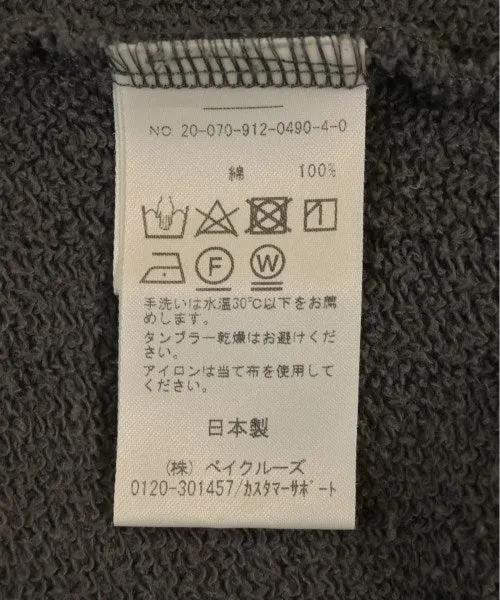 NO. 20-070-912-0490-4-0
綿 100%
F W
手洗いは水温30℃以下をお薦
めします。
タンブラー乾燥はお避けくだ
さい。
アイロンは当て布を使用して
ください。
日本製
(株) ベイクルーズ
0120-301457/ｶｽﾀﾏｰｻﾎﾟｰﾄ